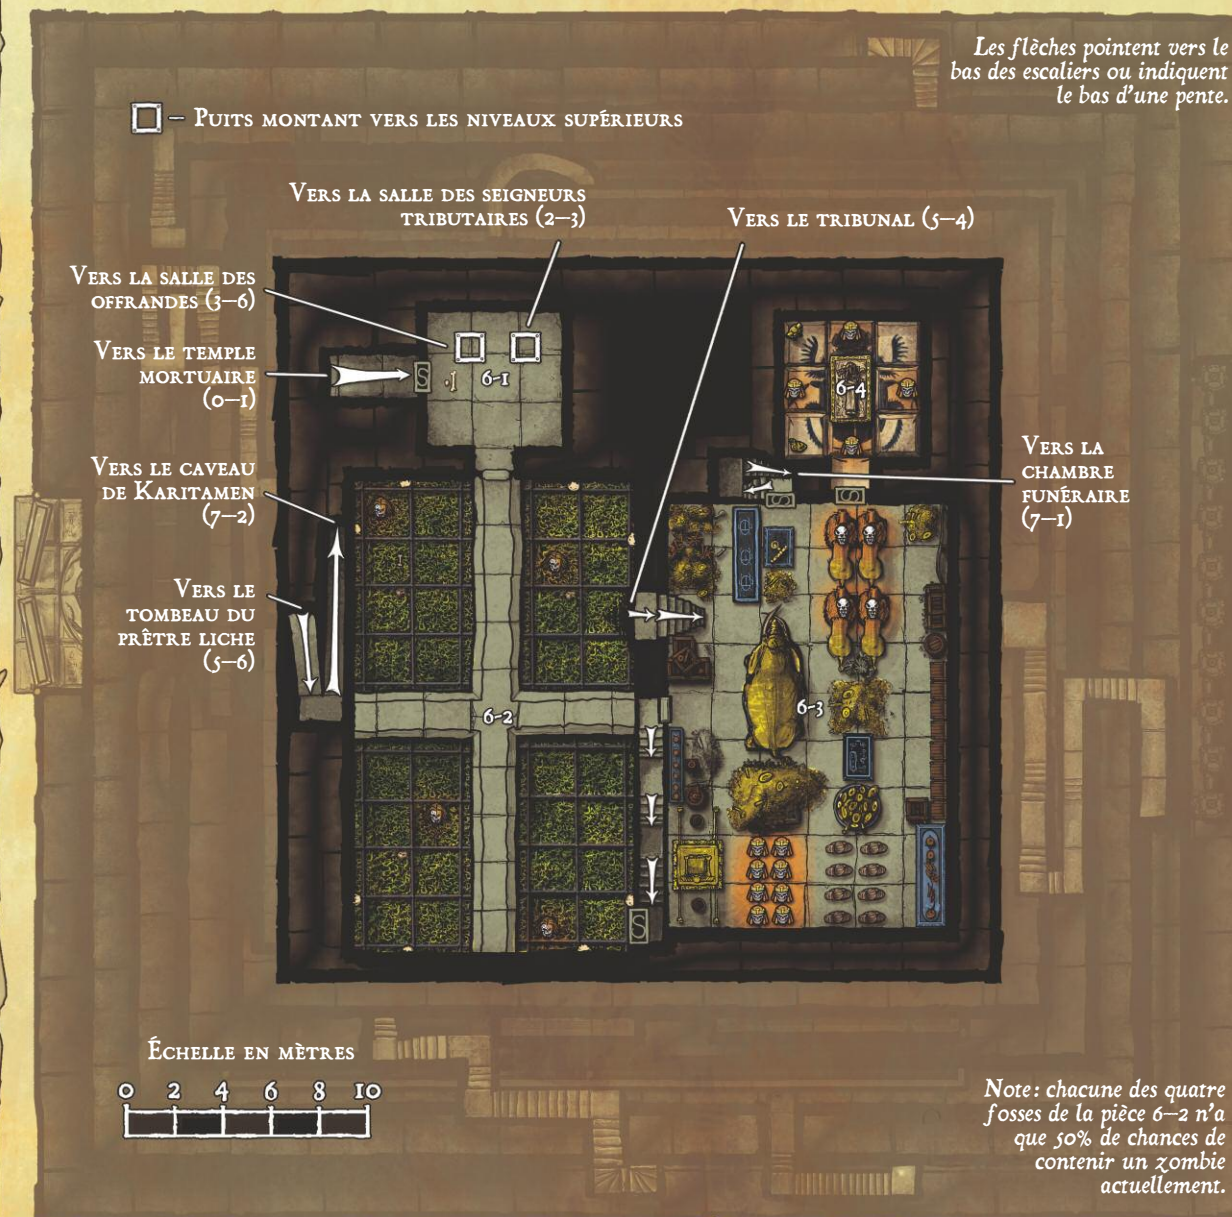 Les flèches pointent vers le
bas des escaliers ou indiquent
le bas d'une pente.
– Puits montant vers les niveaux supérieurs
Vers la salle des seigneurs
tributaires (2–3)
Vers le tribunal (5–4)
Vers la salle des
offrandes (3–6)
Vers le temple
mortuaire
(0–1)
Vers le caveau
de Karitamen
(7–2)
Vers le
tombeau du
prêtre liche
(5–6)
Vers la
chambre
funéraire
(7–1)
S
6-1
6-4
S
S
6-2
6-3
S
Échelle en mètres
0 2 4 6 8 10
Note : chacune des quatre
fosses de la pièce 6–2 n'a
que 50% de chances de
contenir un zombie
actuellement.